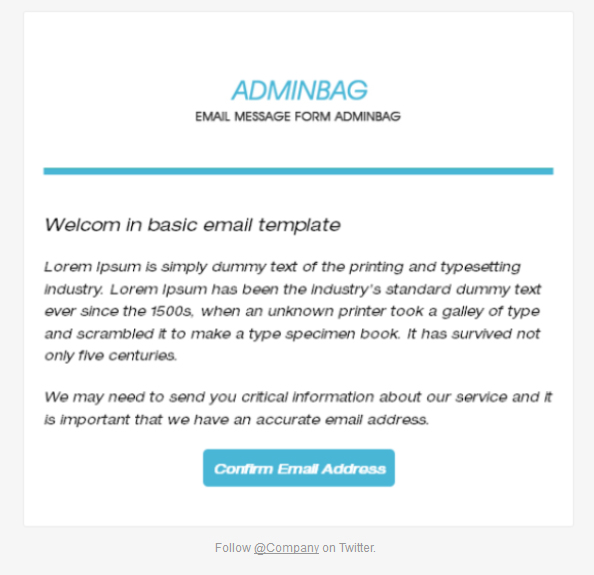 ADMINBAG
EMAIL MESSAGE FORM ADMINBAG
Welcom in basic email template
Lorem Ipsum is simply dummy text of the printing and typesetting
industry. Lorem Ipsum has been the industry's standard dummy text
ever since the 1500s, when an unknown printer took a galley of type
and scrambled it to make a type specimen book. It has survived not
only five centuries.
We may need to send you critical information about our service and it
is important that we have an accurate email address.
Confirm Email Address
Follow @Company on Twitter.